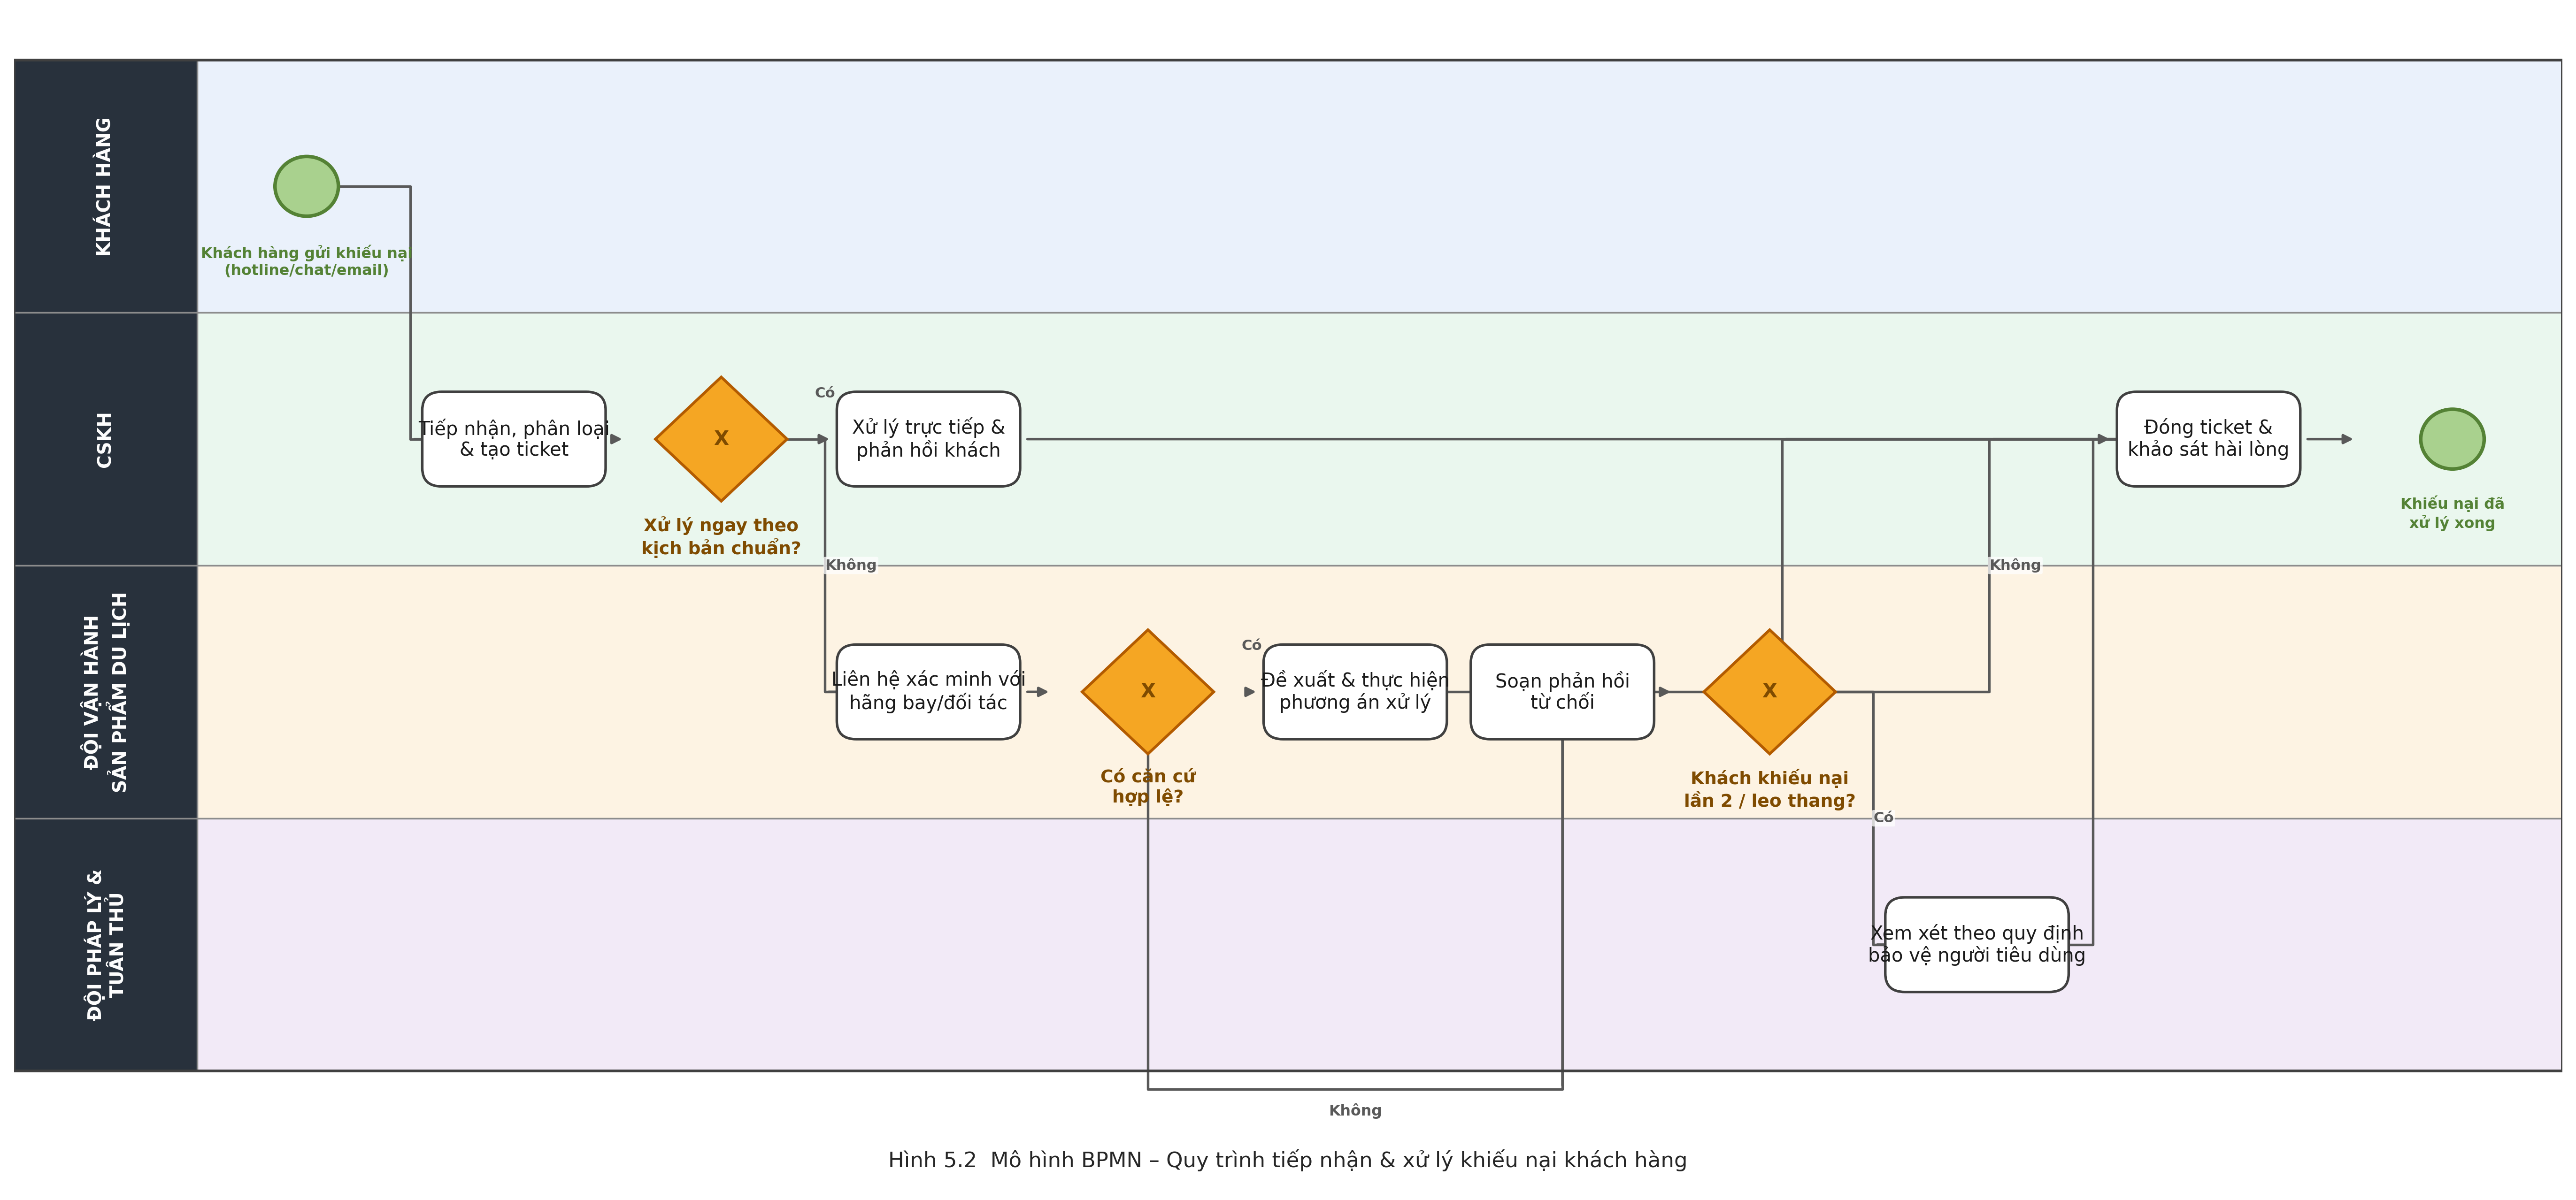 KHÁCH HÀNG
Khách hàng gửi khiếu nại
(hotline/chat/email)
CSKH
Tiếp nhận, phân loại
& tạo ticket
X
Xử lý ngay theo
kịch bản chuẩn?
Có
Xử lý trực tiếp &
phản hồi khách
Không
Không
Đóng ticket &
khảo sát hài lòng
Khiếu nại đã
xử lý xong
ĐỘI VẬN HÀNH
SẢN PHẨM DU LỊCH
Liên hệ xác minh với
hãng bay/đối tác
X
Có căn cứ
hợp lệ?
Có
Đề xuất & thực hiện
phương án xử lý
Soạn phản hồi
từ chối
X
Khách khiếu nại
lần 2 / leo thang?
Có
ĐỘI PHÁP LÝ &
TUÂN THỦ
Xem xét theo quy định
bảo vệ người tiêu dùng
Không
Hình 5.2  Mô hình BPMN – Quy trình tiếp nhận & xử lý khiếu nại khách hàng